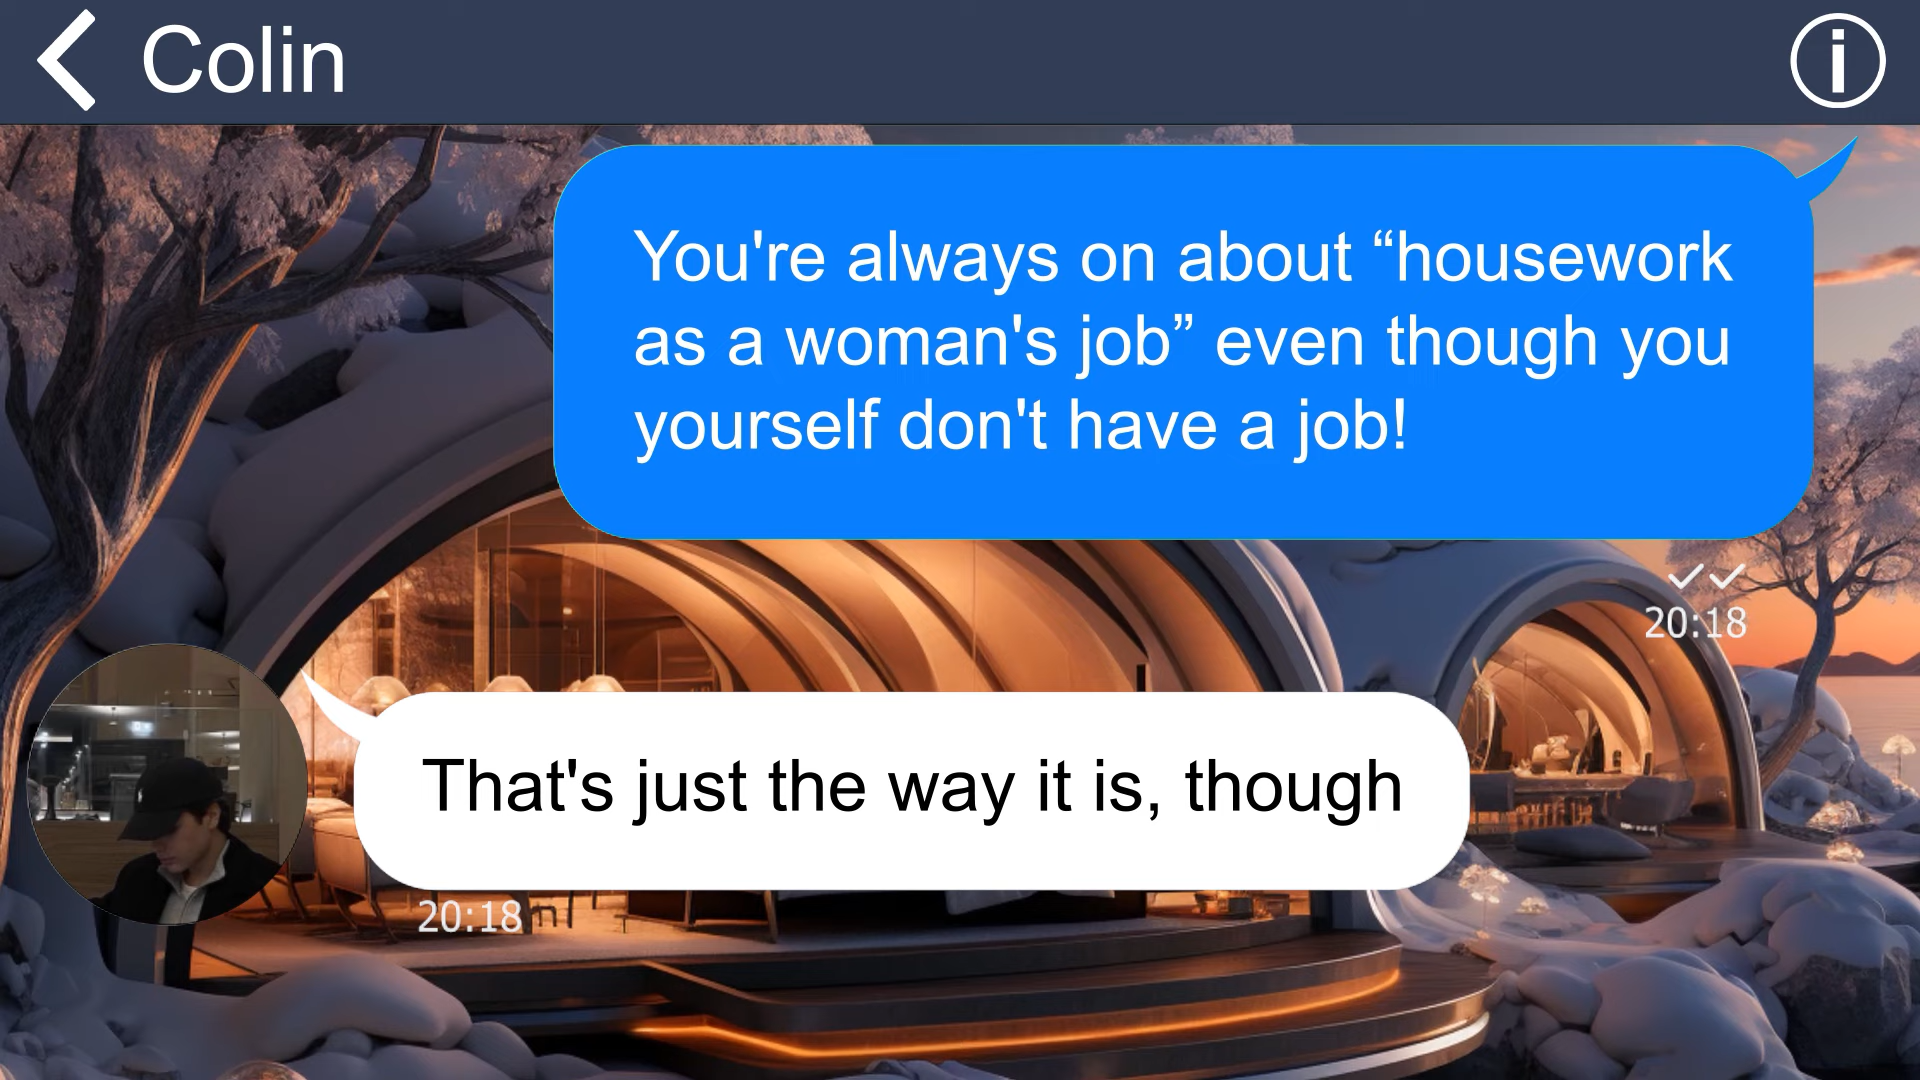 Colin
You're always on about “housework
as a woman's job” even though you
yourself don't have a job!
20:18
That's just the way it is, though
20:18